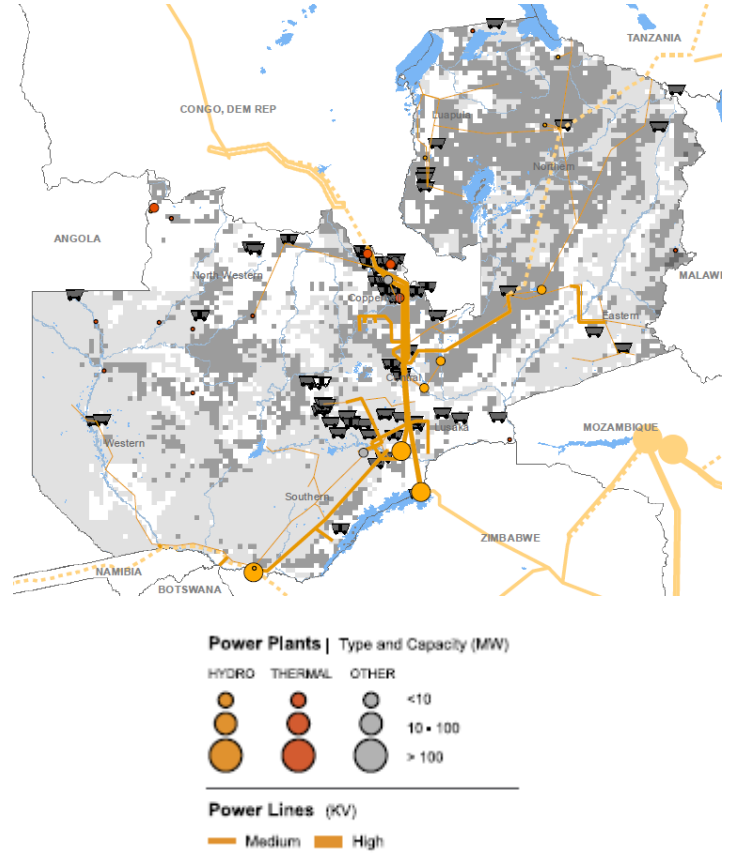 TANZANIA
CONGO, DEM REP
Luapula
Northern
ANGOLA
North Western
MALAWI
Copperbelt
Eastern
Central
Western
Lusaka
MOZAMBIQUE
Southern
ZIMBABWE
NAMIBIA
BOTSWANA
Power Plants | Type and Capacity (MW)
HYDRO THERMAL OTHER
<10
10 - 100
> 100
Power Lines (KV)
Medium High